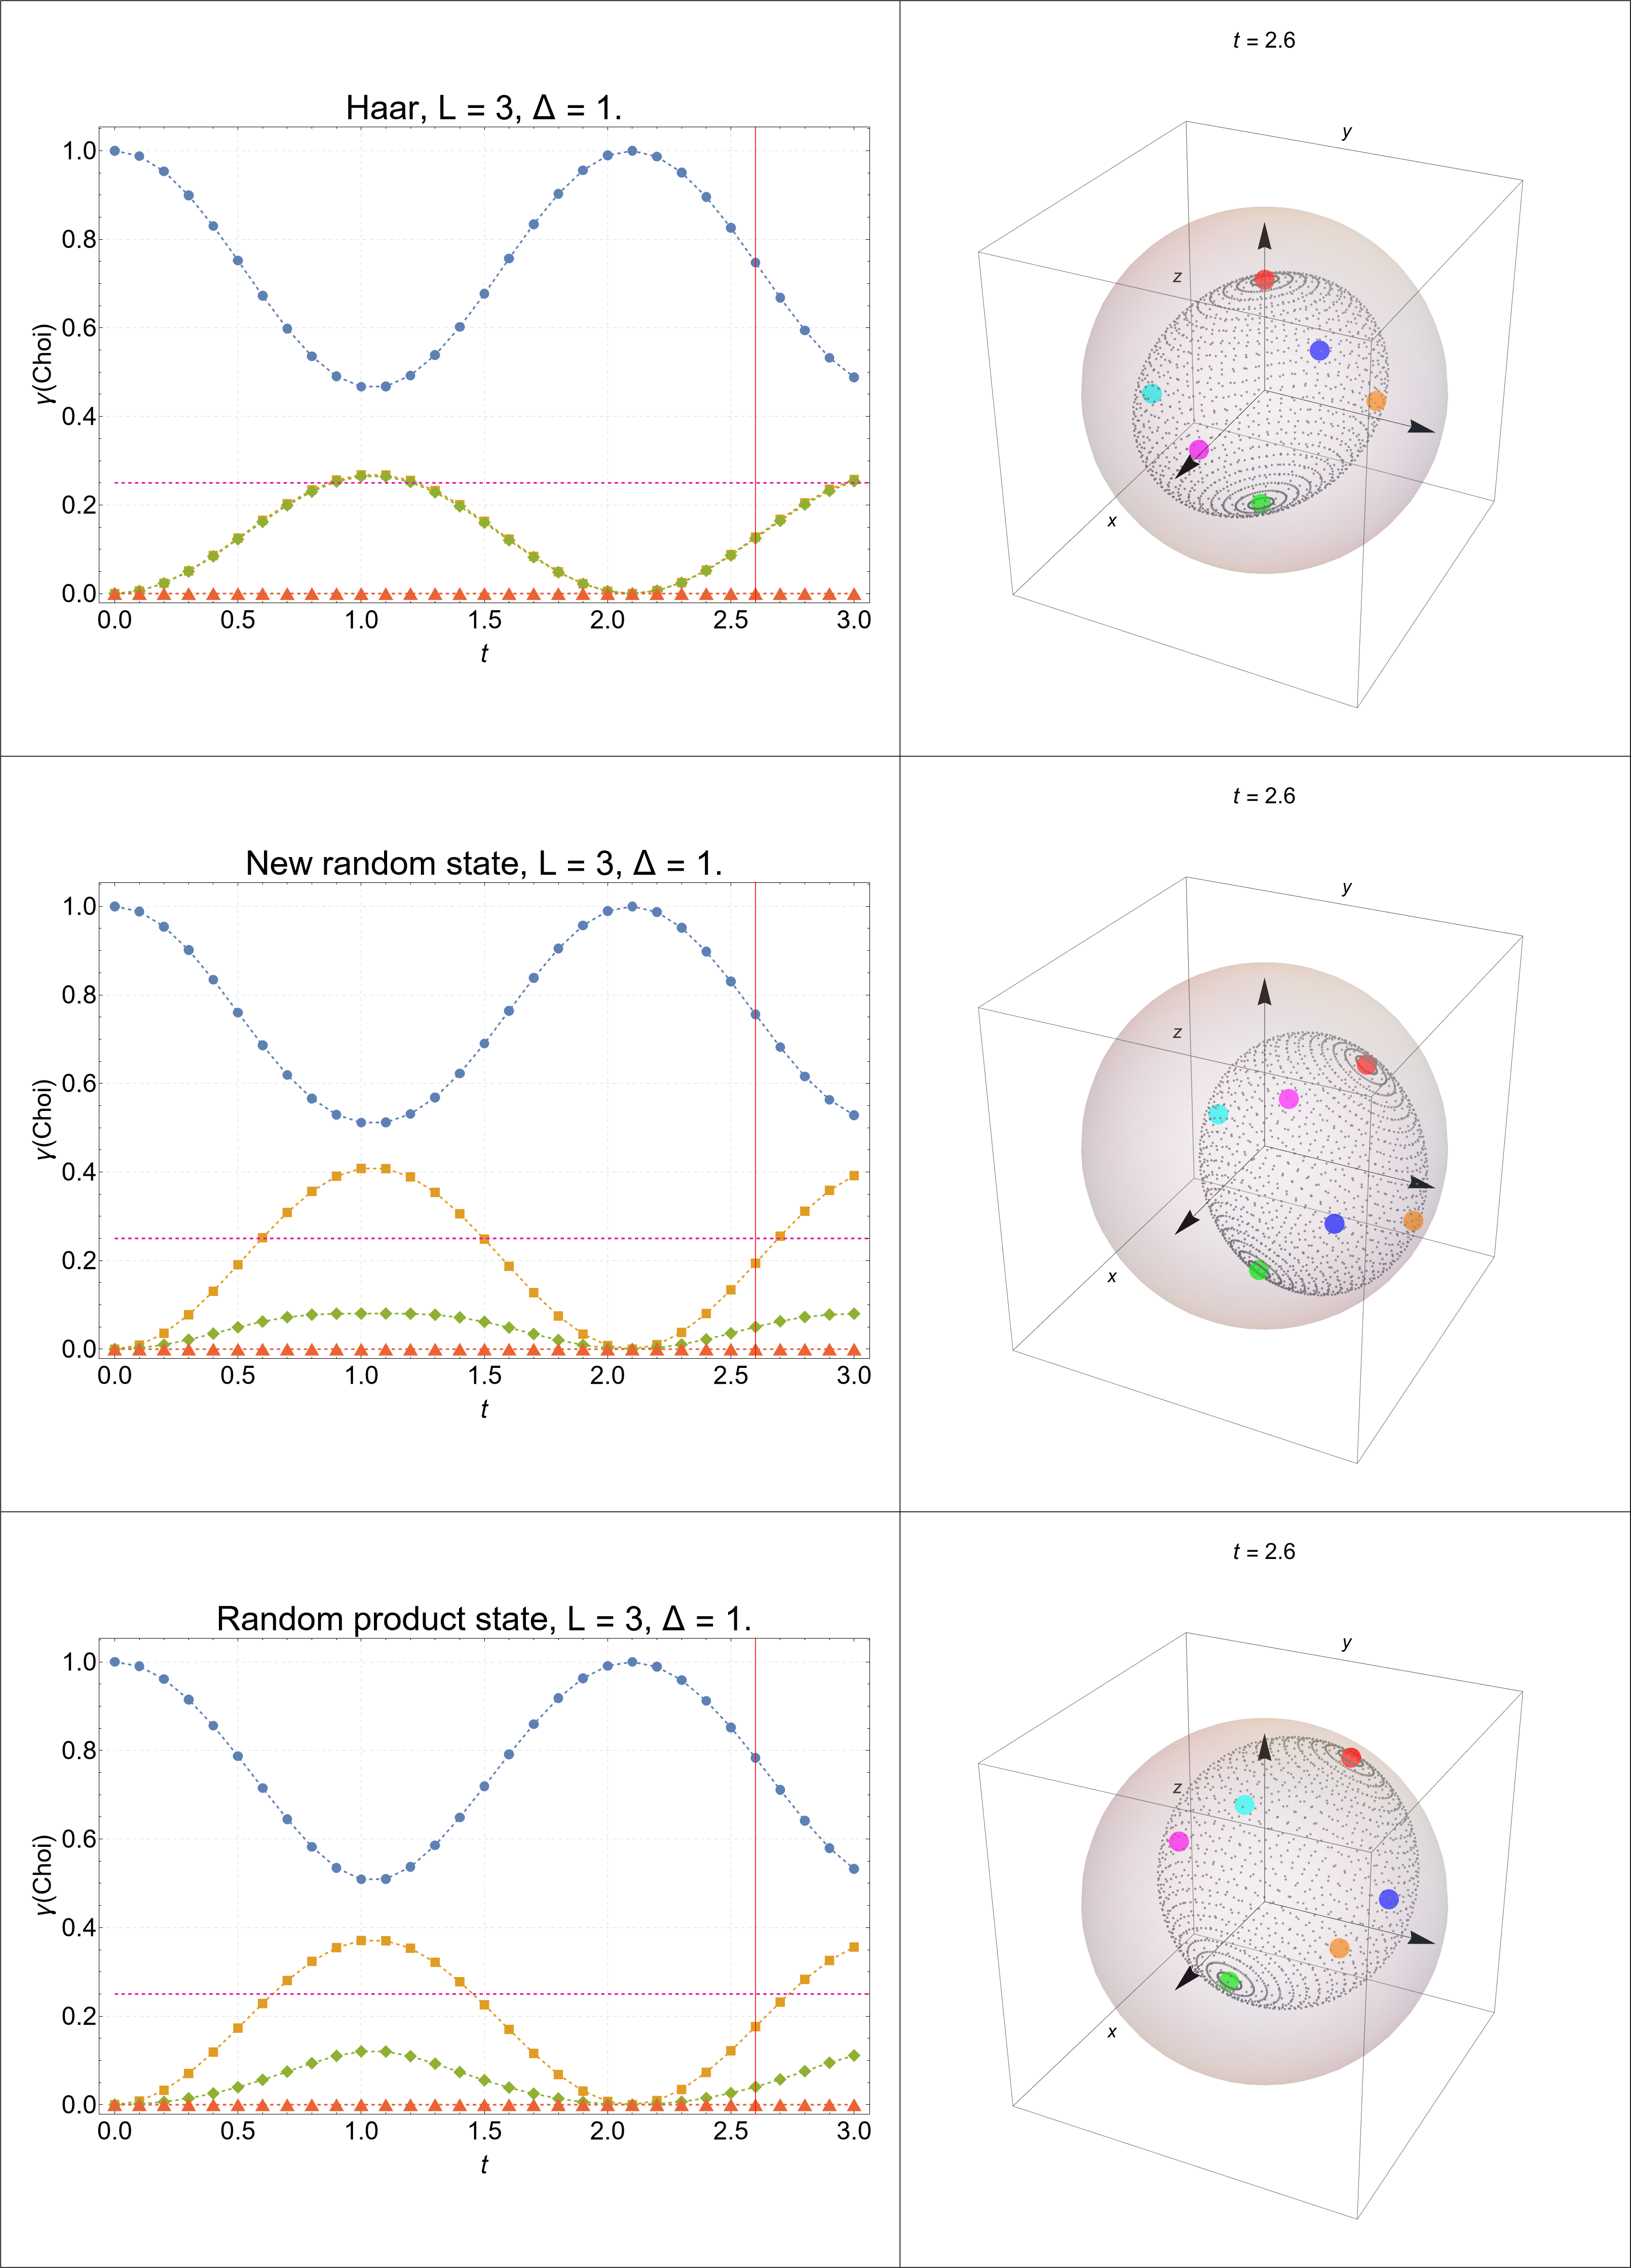 t = 2.6
Haar, L = 3, Δ = 1.
y
z
x
γ(Choi)
1.0
0.8
0.6
0.4
0.2
0.0
0.0 0.5 1.0 1.5 2.0 2.5 3.0
t
t = 2.6
New random state, L = 3, Δ = 1.
y
z
x
γ(Choi)
1.0
0.8
0.6
0.4
0.2
0.0
0.0 0.5 1.0 1.5 2.0 2.5 3.0
t
t = 2.6
Random product state, L = 3, Δ = 1.
y
z
x
γ(Choi)
1.0
0.8
0.6
0.4
0.2
0.0
0.0 0.5 1.0 1.5 2.0 2.5 3.0
t